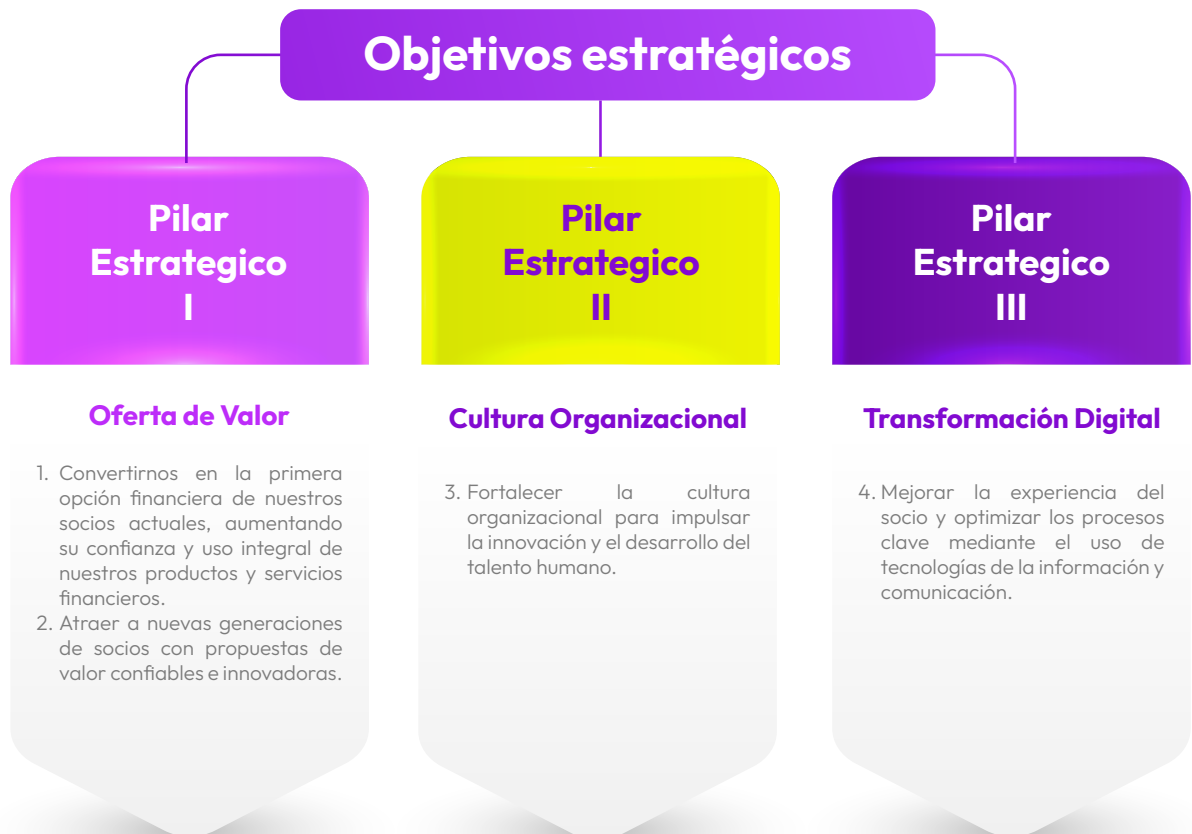 Objetivos estratégicos
Pilar
Estrategico
I
Oferta de Valor
1. Convertirnos en la primera
opción financiera de nuestros
socios actuales, aumentando
su confianza y uso integral de
nuestros productos y servicios
financieros.
2. Atraer a nuevas generaciones
de socios con propuestas de
valor confiables e innovadoras.
Pilar
Estrategico
II
Cultura Organizacional
3. Fortalecer la cultura
organizacional para impulsar
la innovación y el desarrollo del
talento humano.
Pilar
Estrategico
III
Transformación Digital
4. Mejorar la experiencia del
socio y optimizar los procesos
clave mediante el uso de
tecnologías de la información y
comunicación.